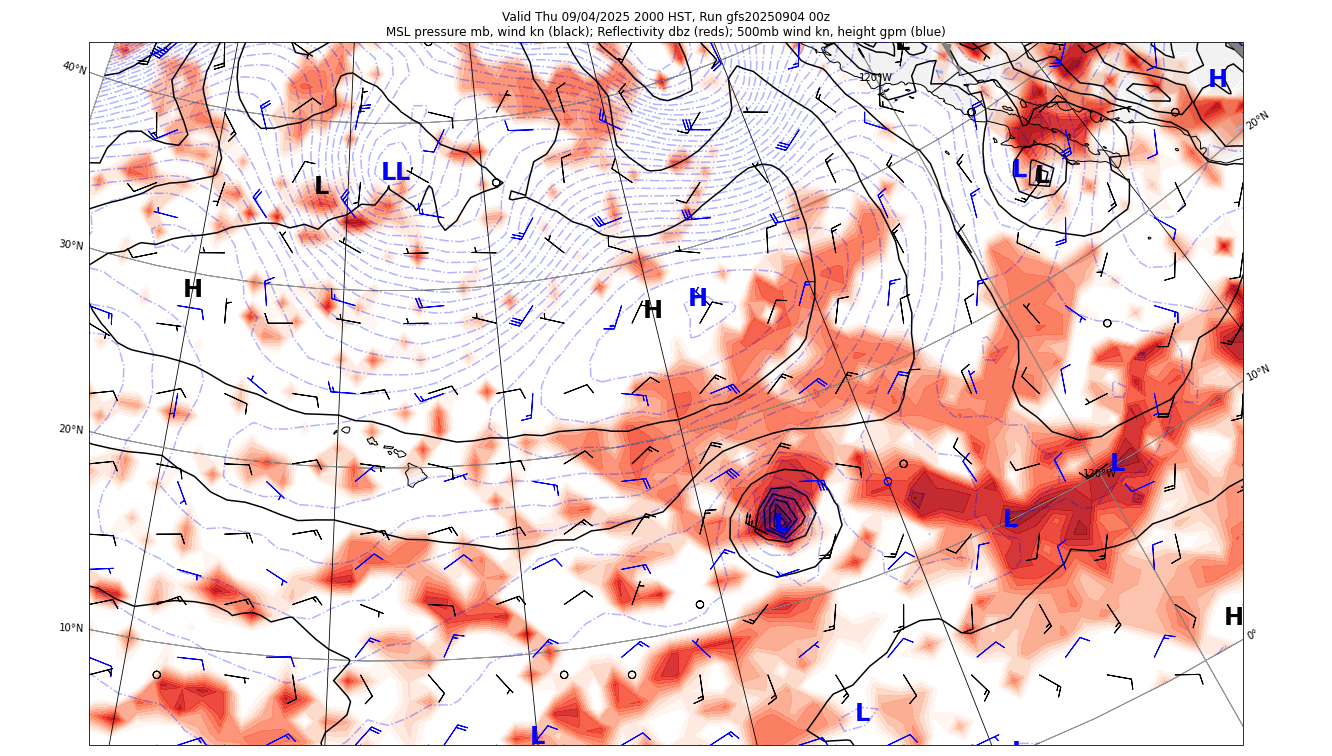 Valid Thu 09/04/2025 2000 HST, Run gfs20250904 00z
MSL pressure mb, wind kn (black); Reflectivity dbz (reds); 500mb wind kn, height gpm (blue)
L
40°N
120°W
H
20°N
LL
L
L
L
30°N
H
H
H
10°N
20°N
L
120°W
L
L
10°N
H
0°
L
L